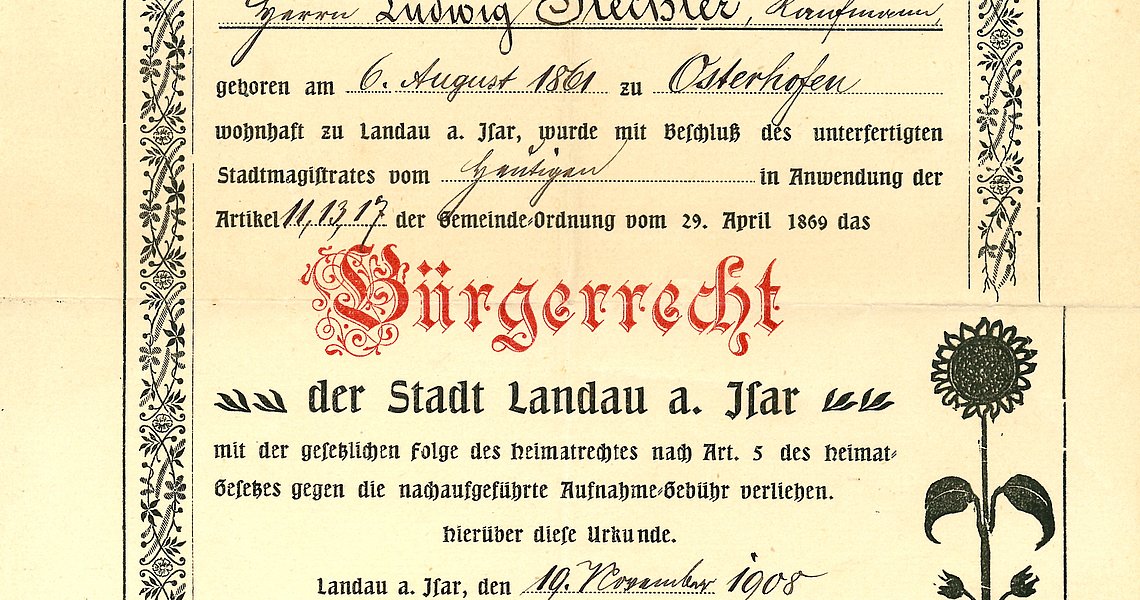 Herrn Ludwig Hechsler, Kaufmann,
geboren am 6. August 1861 zu Osterhofen
wohnhaft zu Landau a. Iſar, wurde mit Beſchluß des unterfertigten
Stadtmagiſtrates vom Heutigen in Anwendung der
Artikel 11, 13, 17 der Gemeinde-Ordnung vom 29. April 1869 das
Bürgerrecht
der Stadt Landau a. Iſar
mit der geſetzlichen Folge des Heimatrechtes nach Art. 5 des Heimat-
Geſetzes gegen die nachaufgeführte Aufnahme-Gebühr verliehen.
Hierüber dieſe Urkunde.
Landau a. Iſar, den 19. November 1908